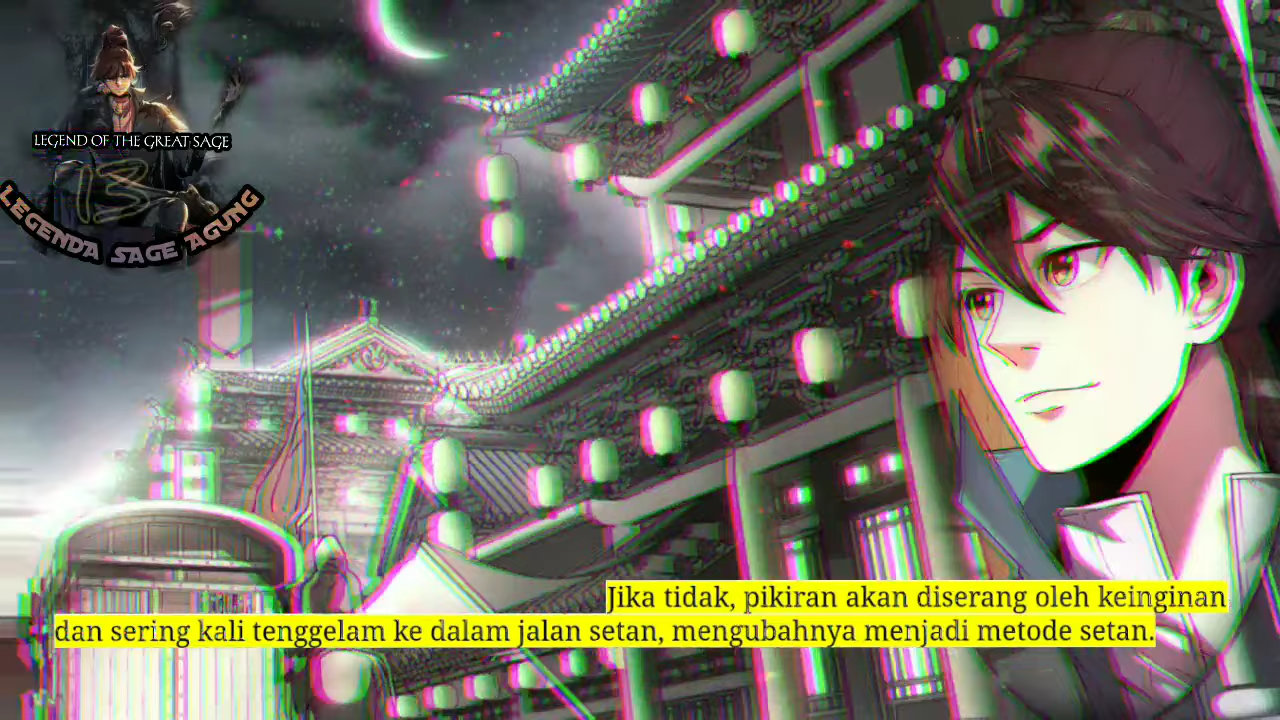 LEGEND OF THE GREAT SAGE
13
LEGENDA SAGE AGUNG
Jika tidak, pikiran akan diserang oleh keinginan
dan sering kali tenggelam ke dalam jalan setan, mengubahnya menjadi metode setan.